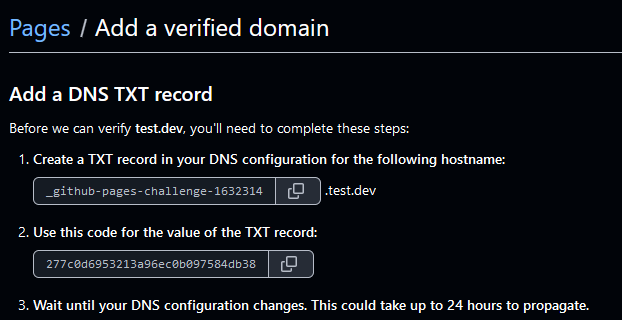 Pages / Add a verified domain
Add a DNS TXT record
Before we can verify test.dev, you'll need to complete these steps:
1. Create a TXT record in your DNS configuration for the following hostname:
_github-pages-challenge-1632314 .test.dev
2. Use this code for the value of the TXT record:
277c0d6953213a96ec0b097584db38
3. Wait until your DNS configuration changes. This could take up to 24 hours to propagate.